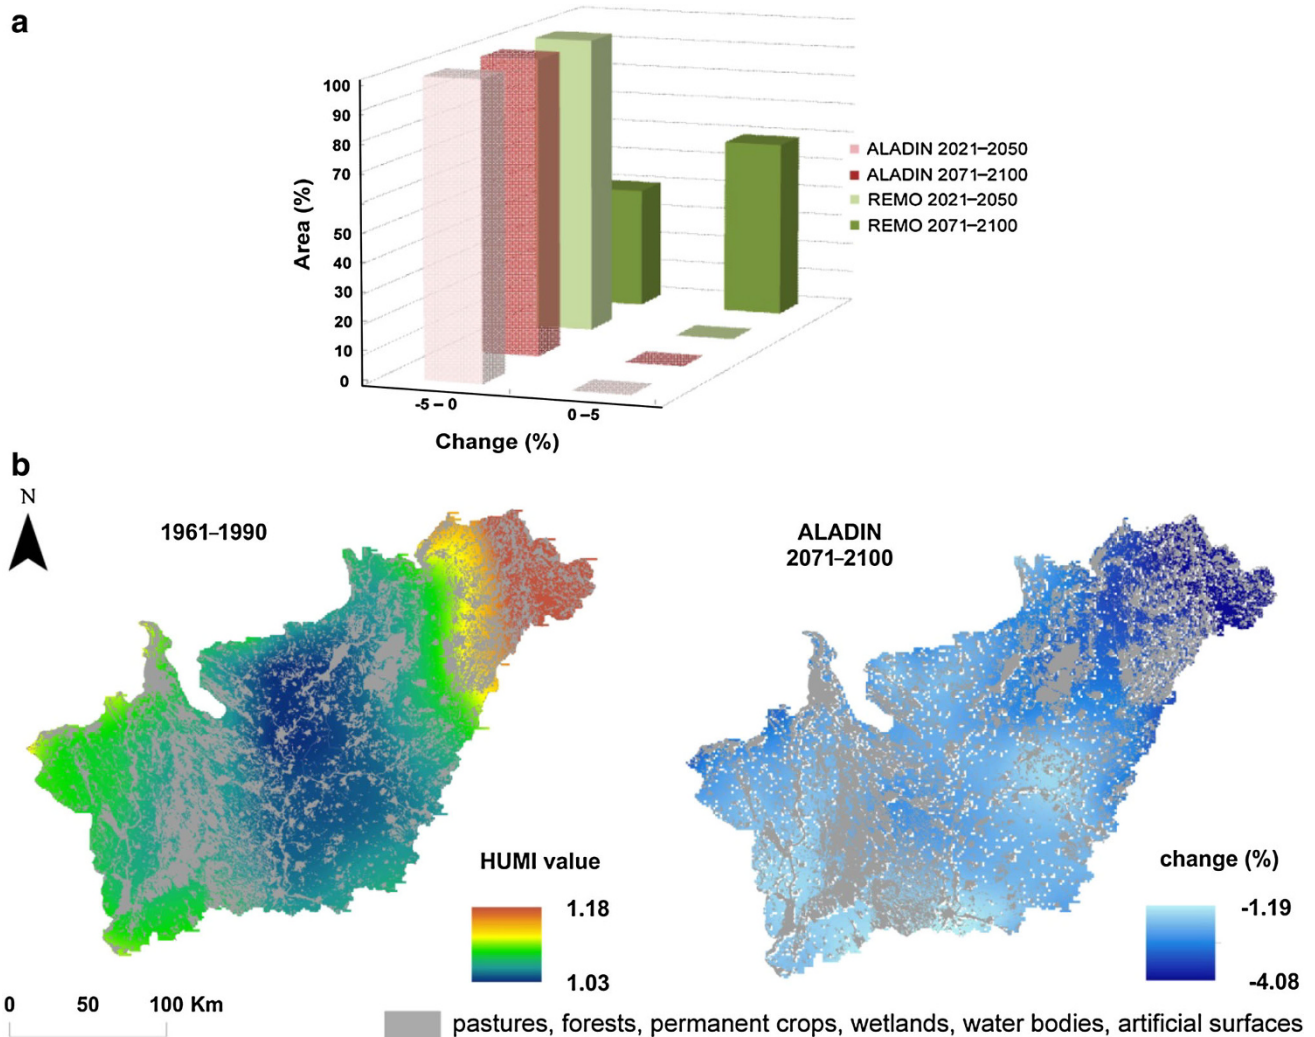 a
100
90
80
70
50
40
30
20
10
0
Area (%)
-5 – 0
0 –5
Change (%)
ALADIN 2021–2050
ALADIN 2071–2100
REMO 2021–2050
REMO 2071–2100
b
N
1961–1990
ALADIN
2071–2100
HUMI value
1.18
1.03
change (%)
-1.19
-4.08
0 50 100 Km
pastures, forests, permanent crops, wetlands, water bodies, artificial surfaces